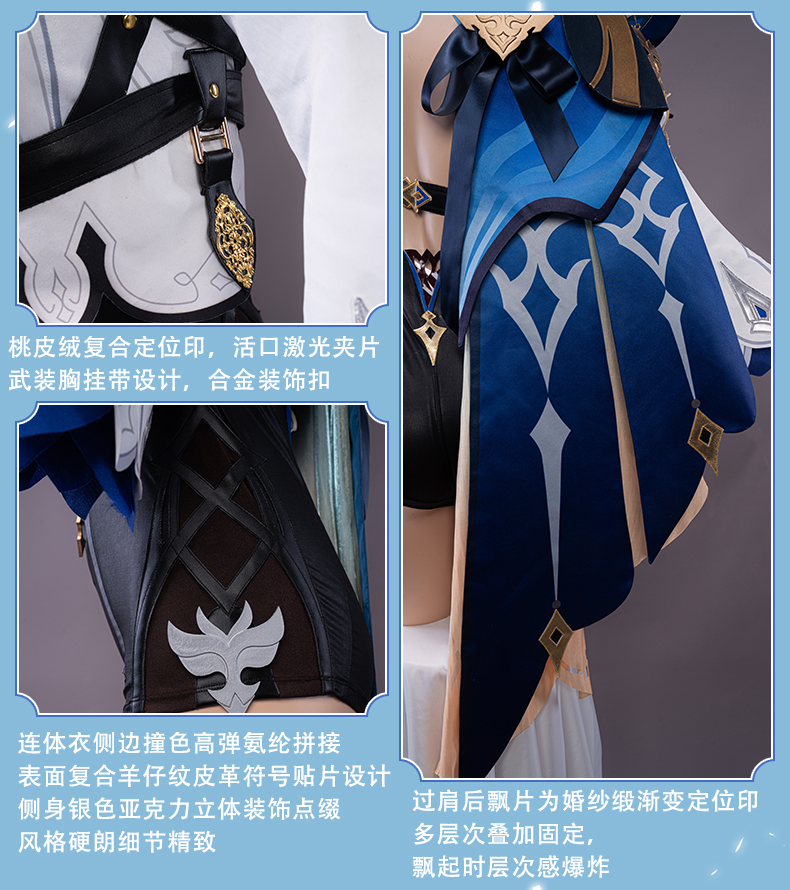 桃皮绒复合定位印，活口激光夹片
武装胸挂带设计，合金装饰扣
连体衣侧边撞色高弹氨纶拼接
表面复合羊仔纹皮革符号贴片设计
侧身银色亚克力立体装饰点缀
风格硬朗细节精致
过肩后飘片为婚纱缎渐变定位印
多层次叠加固定,
飘起时层次感爆炸